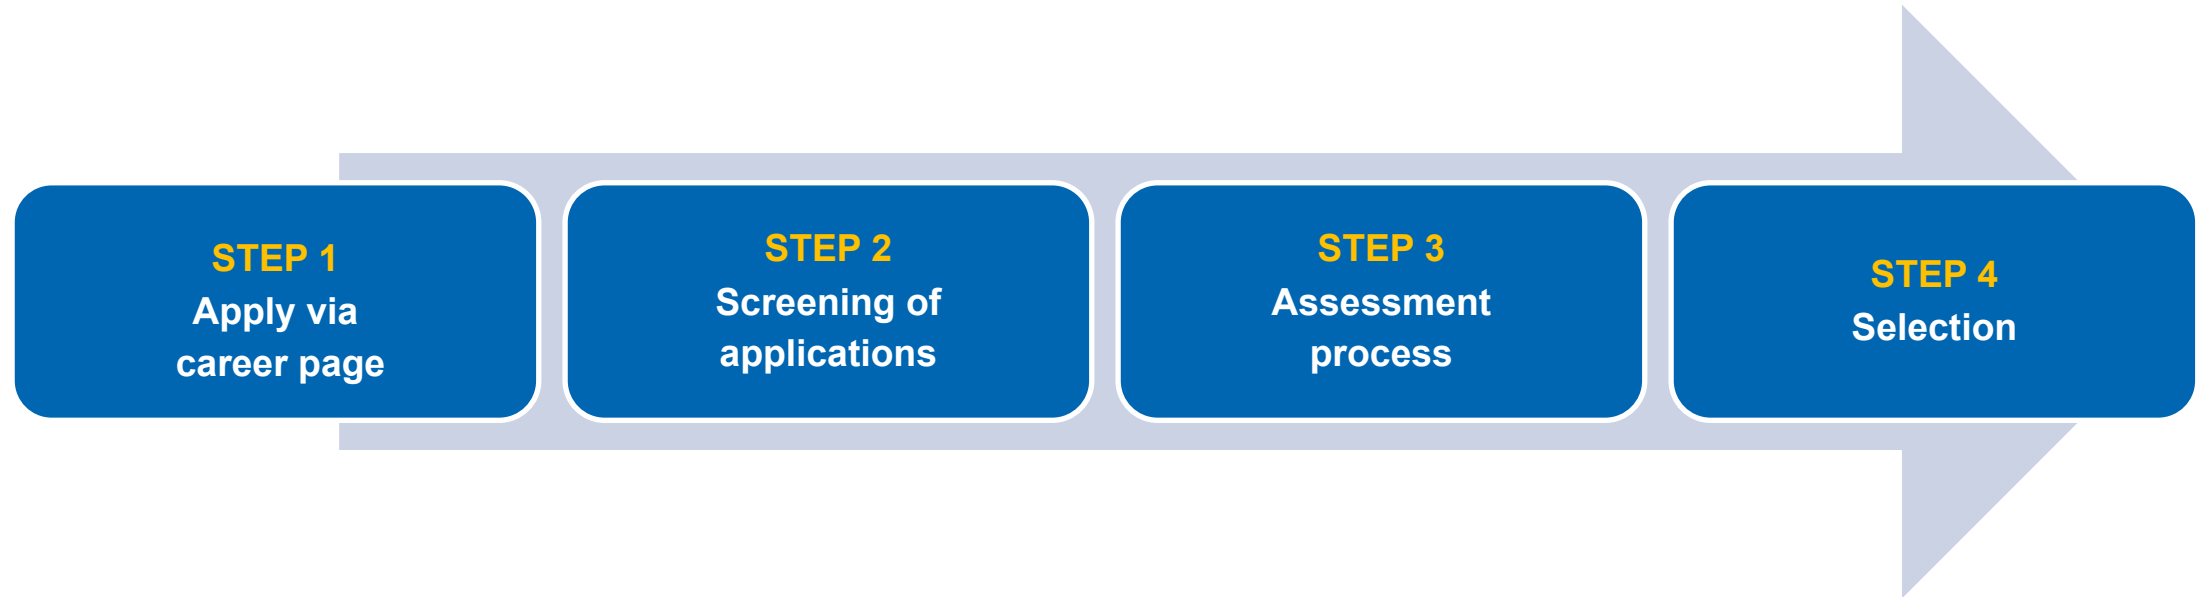 STEP 1
Apply via
career page
STEP 2
Screening of
applications
STEP 3
Assessment
process
STEP 4
Selection